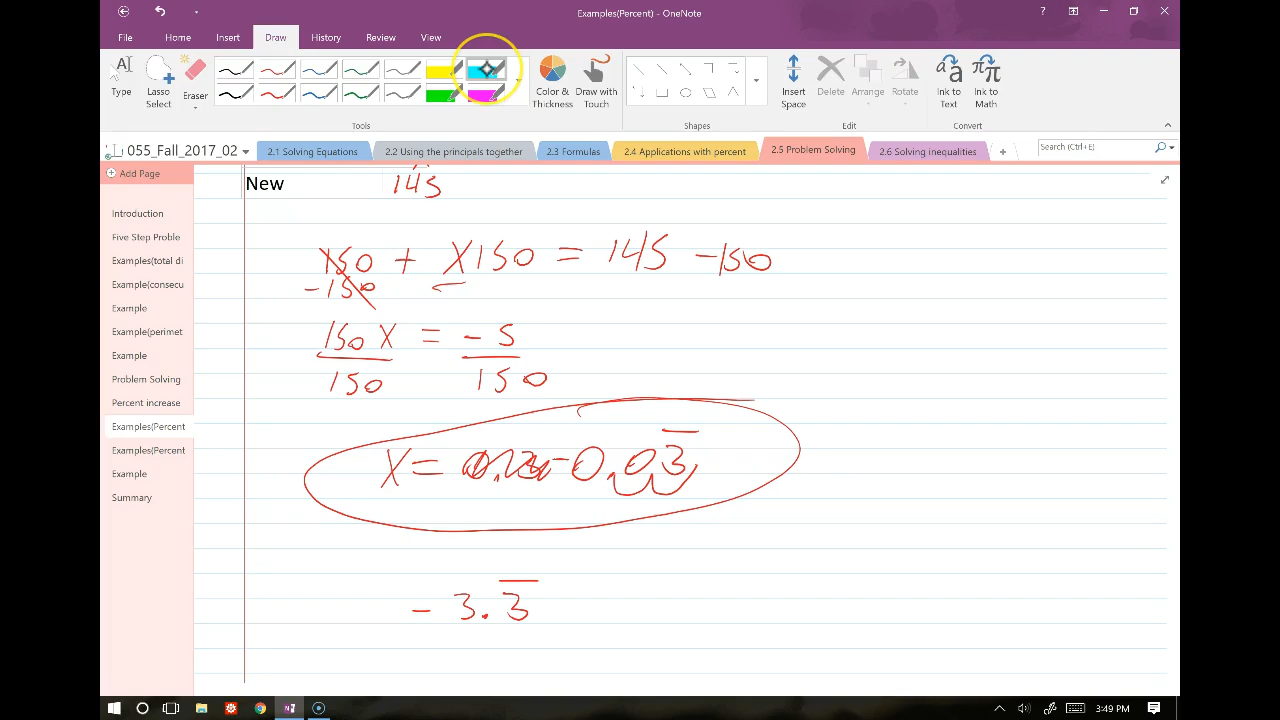 Examples(Percent) - OneNote
?
File Home Insert Draw History Review View
Type
Lasso Select
Eraser
Color & Thickness
Draw with Touch
Insert Space
Delete
Arrange
Rotate
Ink to Text
Ink to Math
Tools
Shapes
Edit
Convert
055_Fall_2017_02
2.1 Solving Equations
2.2 Using the principals together
2.3 Formulas
2.4 Applications with percent
2.5 Problem Solving
2.6 Solving inequalities
+
Search (Ctrl+E)
Add Page
Introduction
Five Step Proble
Examples(total di
Example(consecu
Example
Example(perimet
Example
Problem Solving
Percent increase
Examples(Percent
Examples(Percent
Example
Summary
New 145
150 + X150 = 145 -150
-150
150X = -5
150 150
X = -0.03̅
-3.3̅
3:49 PM